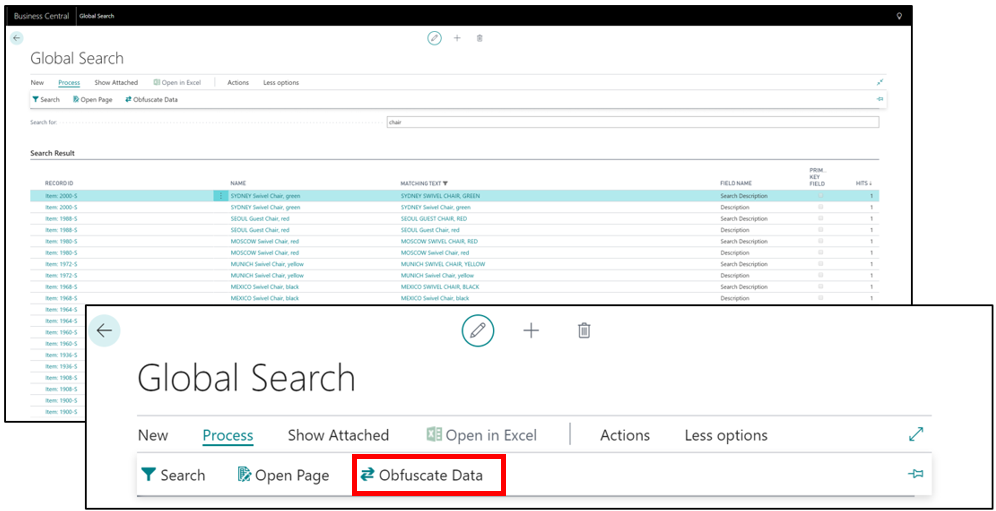 Business Central Global Search
Global Search
New Process Show Attached Open in Excel Actions Less options
Search Open Page Obfuscate Data
Search for: chair
Search Result
RECORD ID NAME MATCHING TEXT FIELD NAME PRIM... KEY FIELD HITS↓
Item: 2000-S SYDNEY Swivel Chair, green SYDNEY SWIVEL CHAIR, GREEN Search Description 1
Item: 2000-S SYDNEY Swivel Chair, green SYDNEY Swivel Chair, green Description 1
Item: 1988-S SEOUL Guest Chair, red SEOUL GUEST CHAIR, RED Search Description 1
Item: 1988-S SEOUL Guest Chair, red SEOUL Guest Chair, red Description 1
Item: 1980-S MOSCOW Swivel Chair, red MOSCOW SWIVEL CHAIR, RED Search Description 1
Item: 1980-S MOSCOW Swivel Chair, red MOSCOW Swivel Chair, red Description 1
Item: 1972-S MUNICH Swivel Chair, yellow MUNICH SWIVEL CHAIR, YELLOW Search Description 1
Item: 1972-S MUNICH Swivel Chair, yellow MUNICH Swivel Chair, yellow Description 1
Item: 1968-S MEXICO Swivel Chair, black MEXICO SWIVEL CHAIR, BLACK Search Description 1
Item: 1968-S MEXICO Swivel Chair, black MEXICO Swivel Chair, black Description 1
Item: 1964-S
Item: 1964-S
Item: 1960-S
Item: 1960-S
Item: 1936-S
Item: 1936-S
Item: 1908-S
Item: 1908-S
Item: 1900-S
Item: 1900-S
Global Search
New Process Show Attached Open in Excel Actions Less options
Search Open Page Obfuscate Data